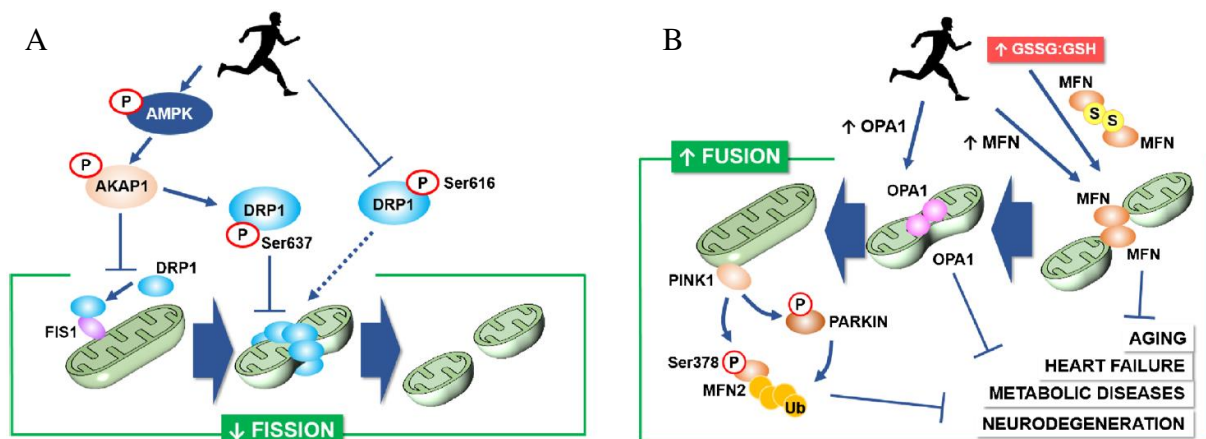 A
P
AMPK
P
AKAP1
DRP1
P
Ser637
P
Ser616
DRP1
DRP1
FIS1
↓ FISSION
B
↑ GSSG:GSH
MFN
S
S
MFN
↑ OPA1
↑ MFN
↑ FUSION
OPA1
MFN
PINK1
OPA1
MFN
P
PARKIN
Ser378
P
MFN2
Ub
AGING
HEART FAILURE
METABOLIC DISEASES
NEURODEGENERATION